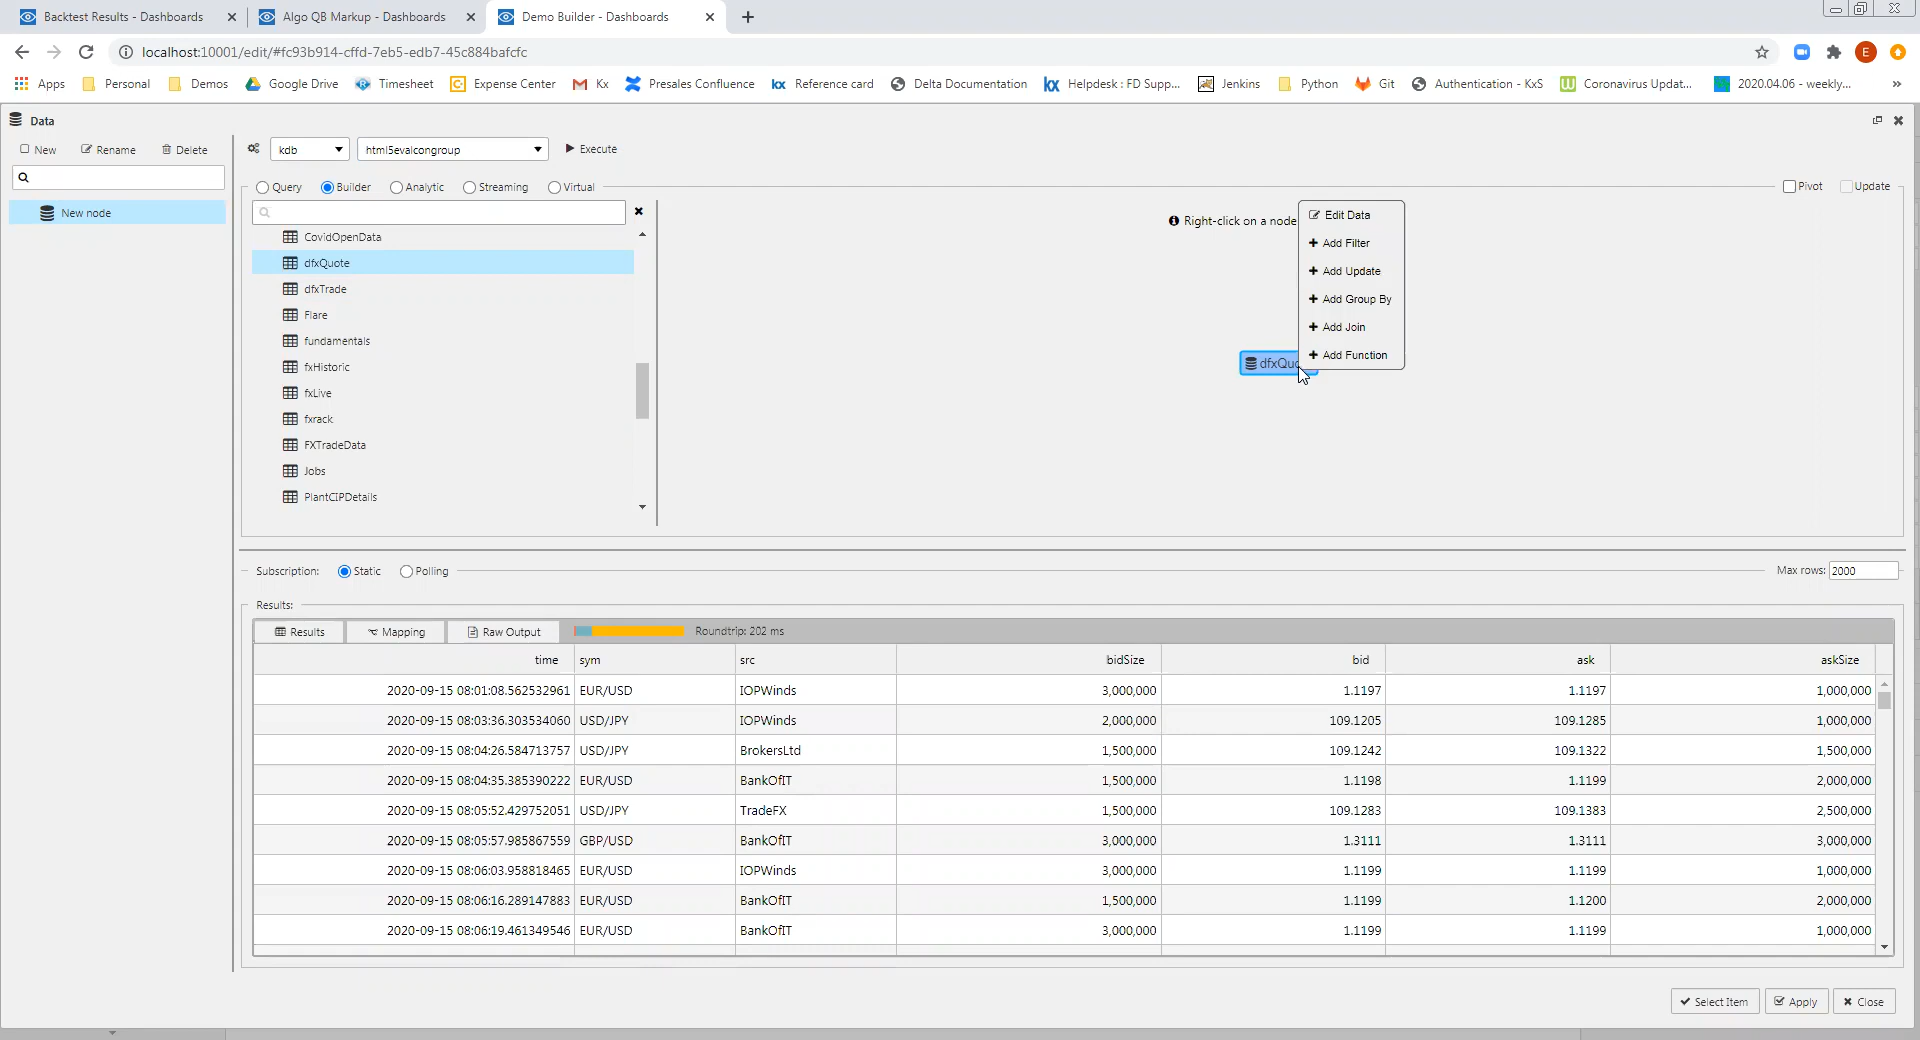 Backtest Results - Dashboards
Algo QB Markup - Dashboards
Demo Builder - Dashboards
localhost:10001/edit/#fc93b914-cffd-7eb5-edb7-45c884bafcfc
E
Apps Personal Demos Google Drive Timesheet Expense Center Kx Presales Confluence kx Reference card Delta Documentation kx Helpdesk : FD Supp... Jenkins Python Git Authentication - KxS Coronavirus Updat... 2020.04.06 - weekly... »
Data
New Rename Delete
kdb html5evalcongroup Execute
Query Builder Analytic Streaming Virtual Pivot Update
New node
CovidOpenData
dfxQuote
dfxTrade
Flare
fundamentals
fxHistoric
fxLive
fxrack
FXTradeData
Jobs
PlantCIPDetails
Right-click on a node
Edit Data
Add Filter
Add Update
Add Group By
Add Join
Add Function
dfxQuo
Subscription: Static Polling Max rows: 2000
Results:
Results Mapping Raw Output Roundtrip: 202 ms
time sym src bidSize bid ask askSize
2020-09-15 08:01:08.562532961 EUR/USD IOPWinds 3,000,000 1.1197 1.1197 1,000,000
2020-09-15 08:03:36.303534060 USD/JPY IOPWinds 2,000,000 109.1205 109.1285 1,000,000
2020-09-15 08:04:26.584713757 USD/JPY BrokersLtd 1,500,000 109.1242 109.1322 1,500,000
2020-09-15 08:04:35.385390222 EUR/USD BankOfIT 1,500,000 1.1198 1.1199 2,000,000
2020-09-15 08:05:52.429752051 USD/JPY TradeFX 1,500,000 109.1283 109.1383 2,500,000
2020-09-15 08:05:57.985867559 GBP/USD BankOfIT 3,000,000 1.3111 1.3111 3,000,000
2020-09-15 08:06:03.958818465 EUR/USD IOPWinds 3,000,000 1.1199 1.1199 1,000,000
2020-09-15 08:06:16.289147883 EUR/USD BankOfIT 1,500,000 1.1199 1.1200 2,000,000
2020-09-15 08:06:19.461349546 EUR/USD BankOfIT 3,000,000 1.1199 1.1199 1,000,000
Select Item Apply Close